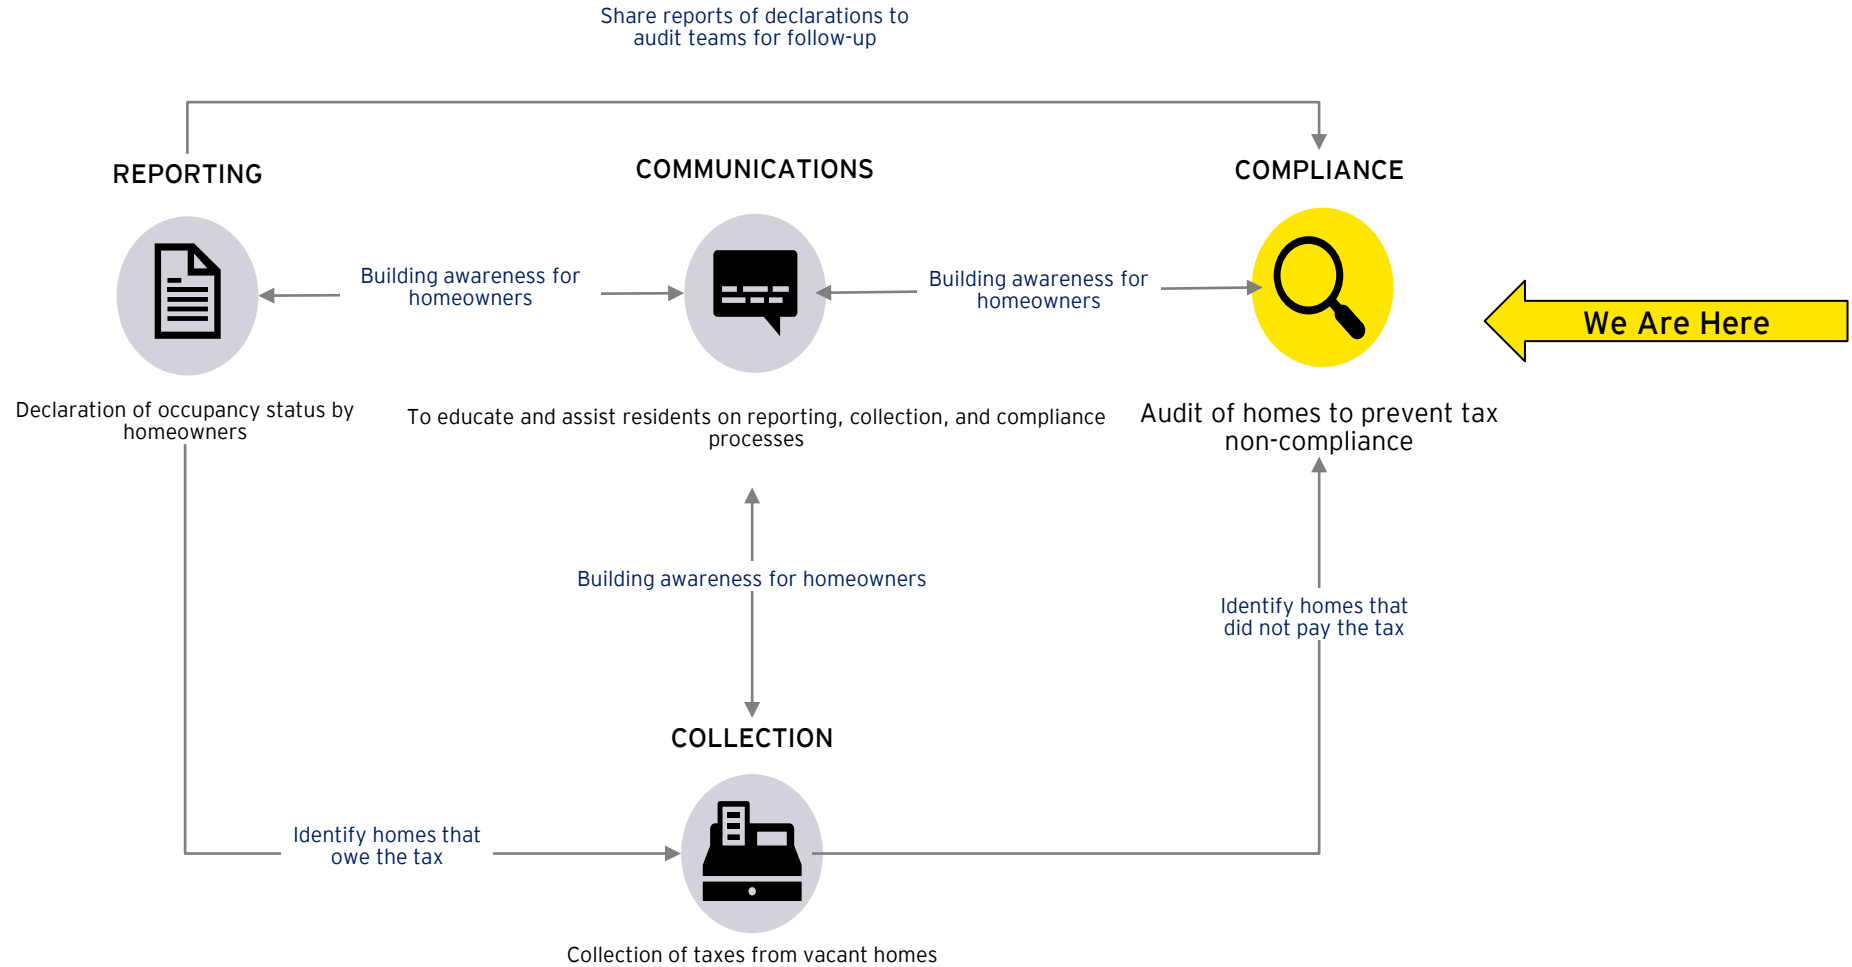 Share reports of declarations to
audit teams for follow-up
REPORTING
COMMUNICATIONS
COMPLIANCE
Building awareness for
homeowners
Building awareness for
homeowners
We Are Here
Declaration of occupancy status by
homeowners
To educate and assist residents on reporting, collection, and compliance
processes
Audit of homes to prevent tax
non-compliance
Building awareness for homeowners
Identify homes that
did not pay the tax
COLLECTION
Identify homes that
owe the tax
Collection of taxes from vacant homes